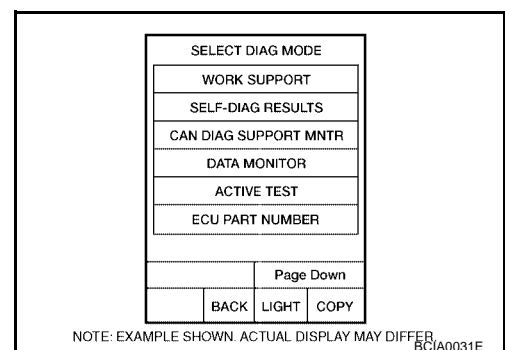 SELECT DIAG MODE
WORK SUPPORT
SELF-DIAG RESULTS
CAN DIAG SUPPORT MNTR
DATA MONITOR
ACTIVE TEST
ECU PART NUMBER
Page Down
BACK LIGHT COPY
NOTE: EXAMPLE SHOWN. ACTUAL DISPLAY MAY DIFFER.
BCIA0031E